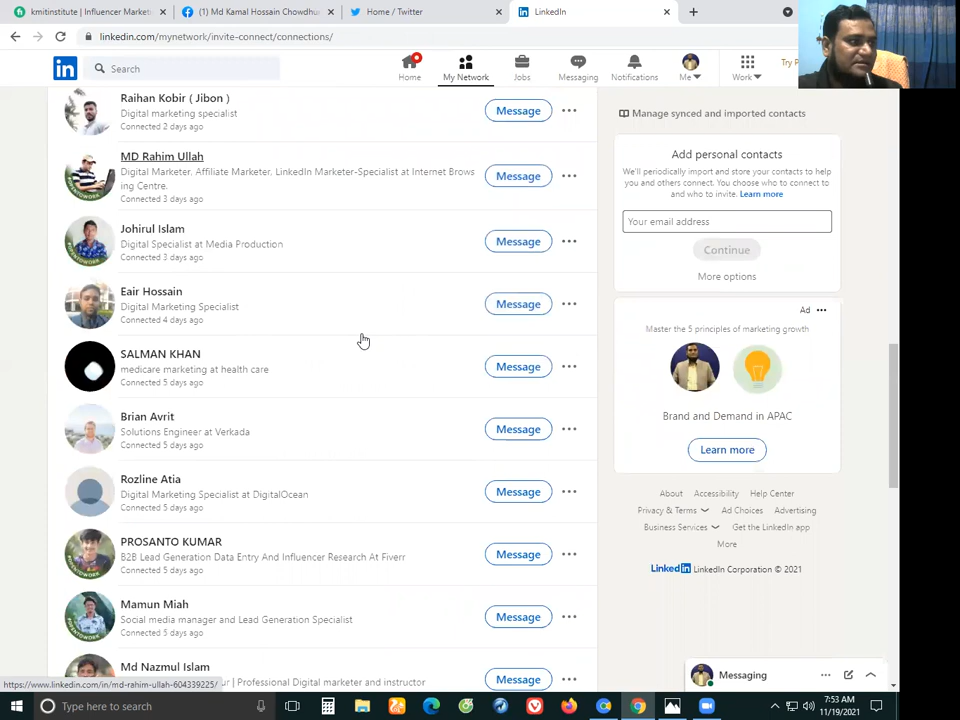 kmitinstitute | Influencer Market
(1) Md Kamal Hossain Chowdhu
Home / Twitter
LinkedIn
linkedin.com/mynetwork/invite-connect/connections/
Search
Home
My Network
Jobs
Messaging
Notifications
Me
Work
Try P
Raihan Kobir ( Jibon )
Digital marketing specialist
Connected 2 days ago
Message
MD Rahim Ullah
Digital Marketer, Affiliate Marketer, LinkedIn Marketer-Specialist at Internet Brows
ing Centre.
Connected 3 days ago
Message
Johirul Islam
Digital Specialist at Media Production
Connected 3 days ago
Message
Eair Hossain
Digital Marketing Specialist
Connected 4 days ago
Message
SALMAN KHAN
medicare marketing at health care
Connected 5 days ago
Message
Brian Avrit
Solutions Engineer at Verkada
Connected 5 days ago
Message
Rozline Atia
Digital Marketing Specialist at DigitalOcean
Connected 5 days ago
Message
PROSANTO KUMAR
B2B Lead Generation Data Entry And Influencer Research At Fiverr
Connected 5 days ago
Message
Mamun Miah
Social media manager and Lead Generation Specialist
Connected 5 days ago
Message
Md Nazmul Islam
r | Professional Digital marketer and instructor
Message
https://www.linkedin.com/in/md-rahim-ullah-604339225/
Manage synced and imported contacts
Add personal contacts
We'll periodically import and store your contacts to help
you and others connect. You choose who to connect to
and who to invite. Learn more
Your email address
Continue
More options
Ad
Master the 5 principles of marketing growth
Brand and Demand in APAC
Learn more
About Accessibility Help Center
Privacy & Terms Ad Choices Advertising
Business Services Get the LinkedIn app
More
LinkedIn LinkedIn Corporation © 2021
Messaging
Type here to search
7:53 AM
11/19/2021